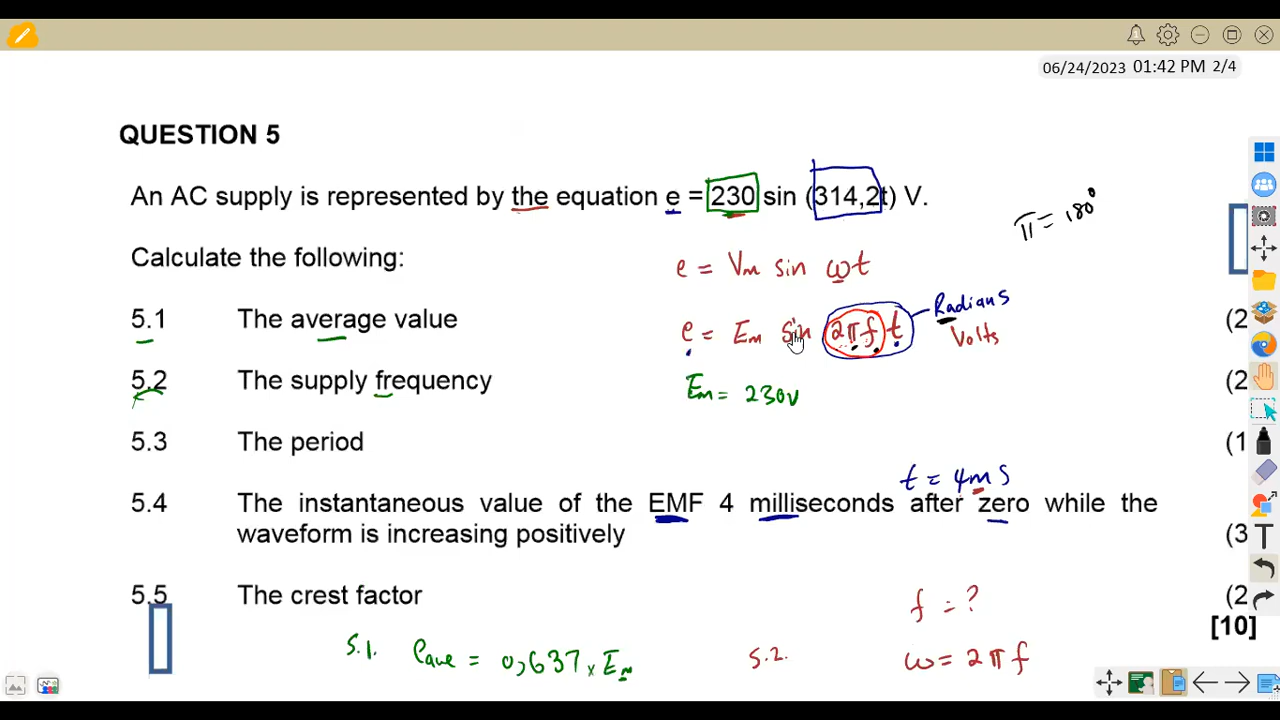 06/24/2023 01:42 PM 2/4
QUESTION 5
An AC supply is represented by the equation e = 230 sin (314,2t) V.
π = 180°
Calculate the following:
e = Vm sin ωt
5.1 The average value (2
e = Em sin 2πf t
Radians
Volts
5.2 The supply frequency (2
Em = 230V
5.3 The period (1
t = 4mS
5.4 The instantaneous value of the EMF 4 milliseconds after zero while the
waveform is increasing positively (3
5.5 The crest factor (2
f = ?
[10]
5.1. eave = 0,637 × Em
5.2. ω = 2πf
T